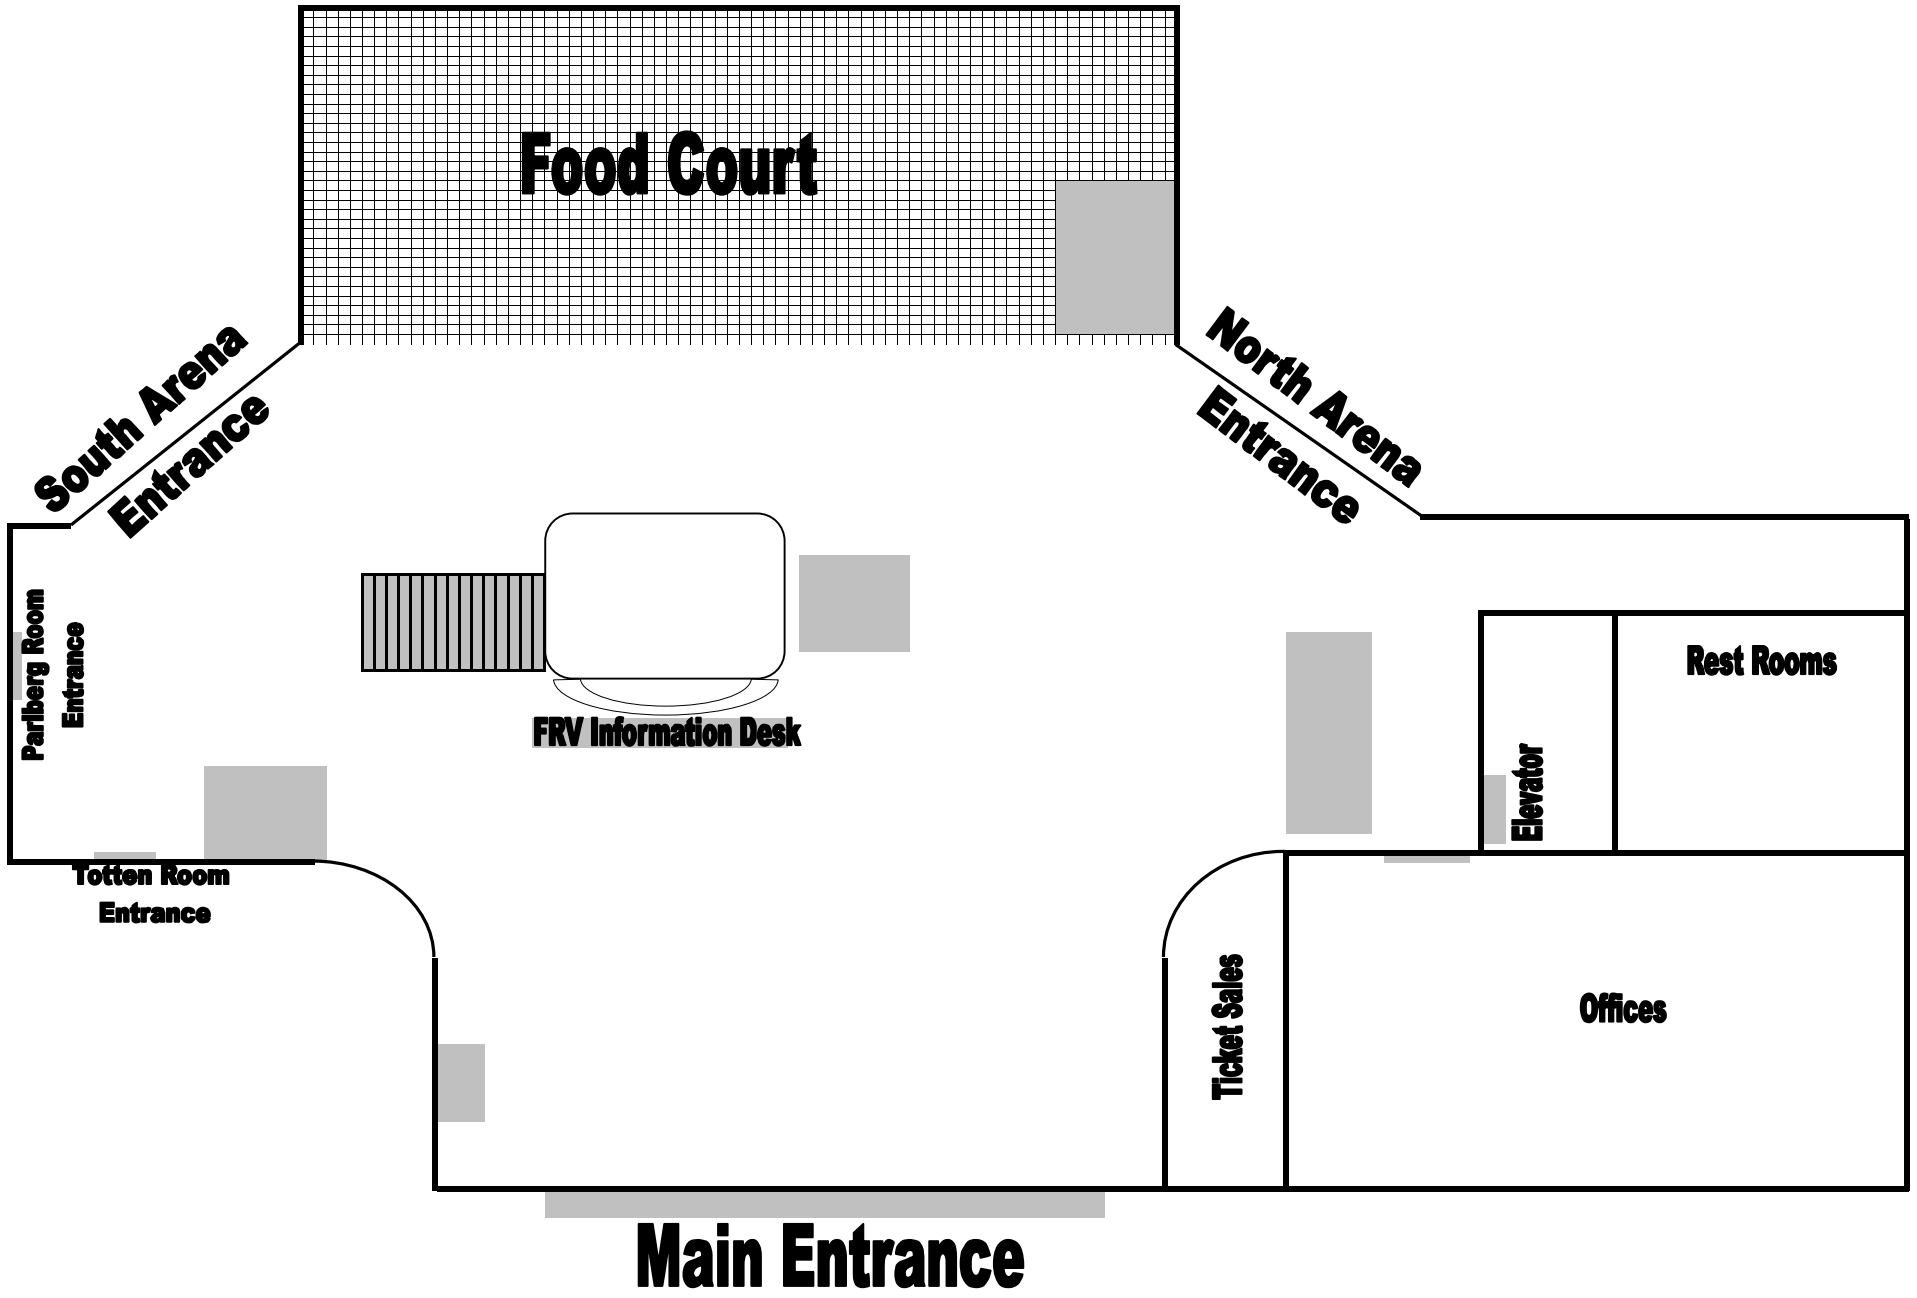 Food Court
South Arena
Entrance
North Arena
Entrance
Parlberg Room
Entrance
FRV Information Desk
Rest Rooms
Elevator
Totten Room
Entrance
Ticket Sales
Offices
Main Entrance